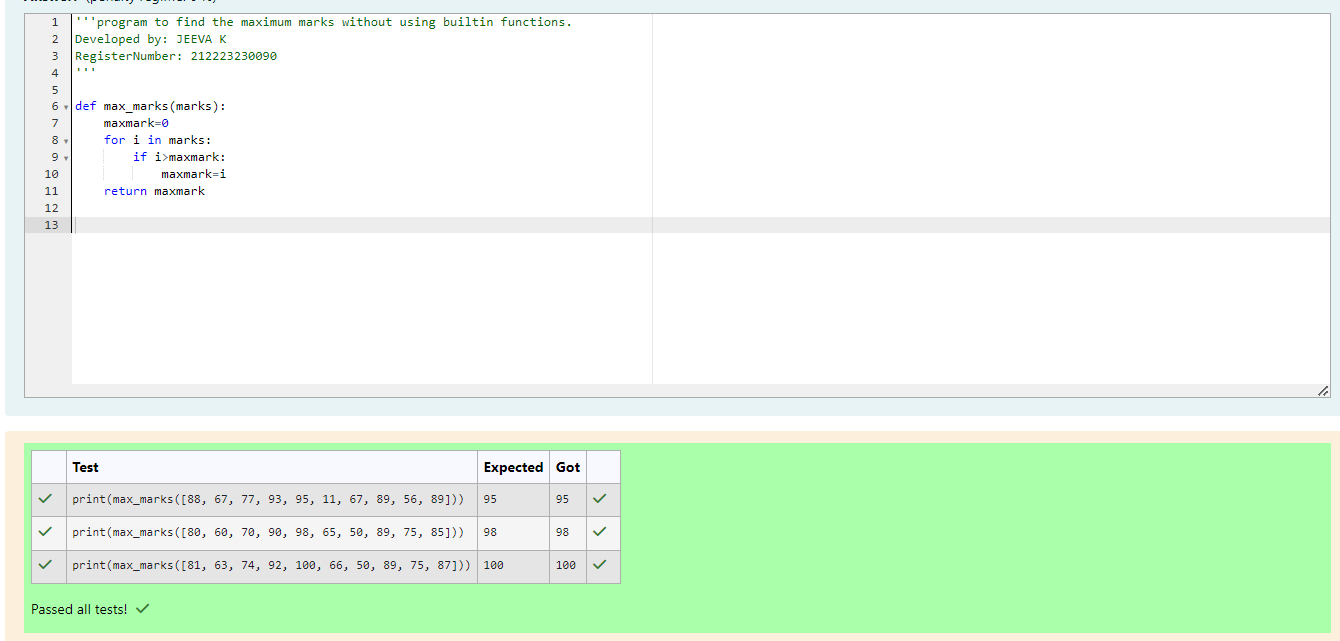 1 '''program to find the maximum marks without using builtin functions.
2 Developed by: JEEVA K
3 RegisterNumber: 212223230090
4 '''
5
6 def max_marks(marks):
7     maxmark=0
8     for i in marks:
9         if i>maxmark:
10             maxmark=i
11     return maxmark
12
13
Test Expected Got
print(max_marks([88, 67, 77, 93, 95, 11, 67, 89, 56, 89])) 95 95
print(max_marks([80, 60, 70, 90, 98, 65, 50, 89, 75, 85])) 98 98
print(max_marks([81, 63, 74, 92, 100, 66, 50, 89, 75, 87])) 100 100
Passed all tests!